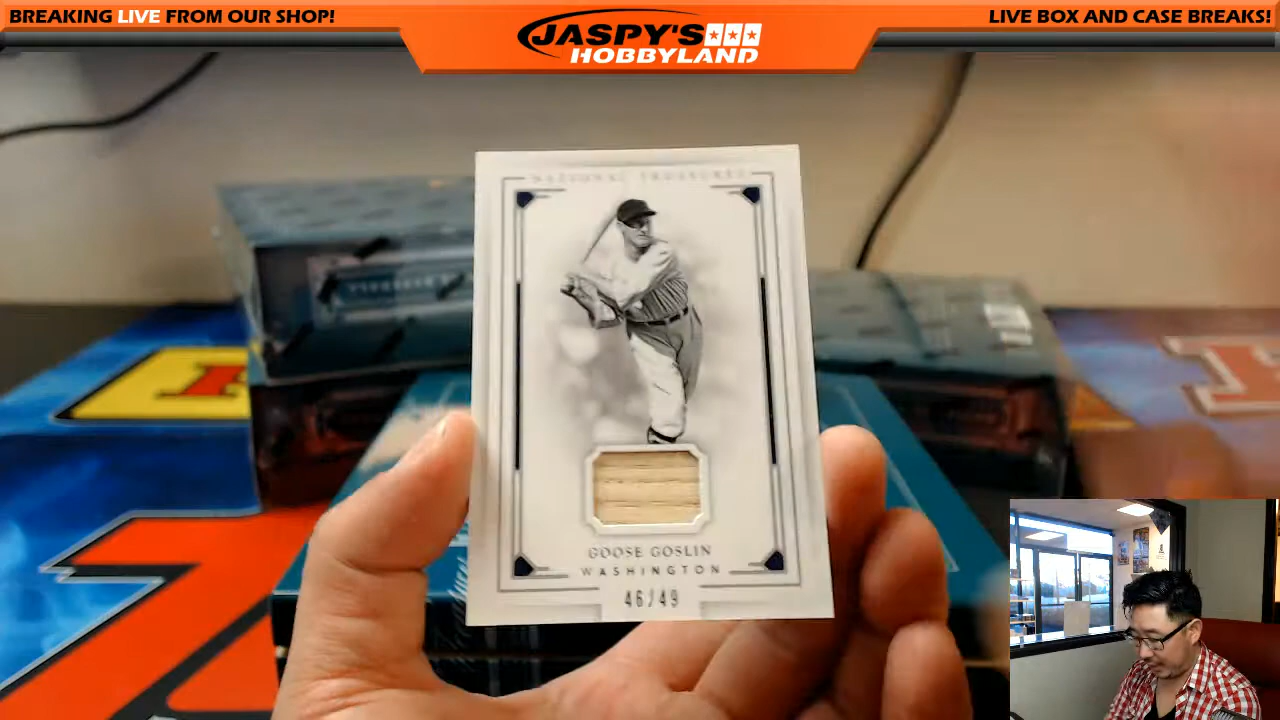 BREAKING LIVE FROM OUR SHOP!
JASPY'S
HOBBYLAND
LIVE BOX AND CASE BREAKS!
NATIONAL TREASURES
GOOSE GOSLIN
WASHINGTON
46/49